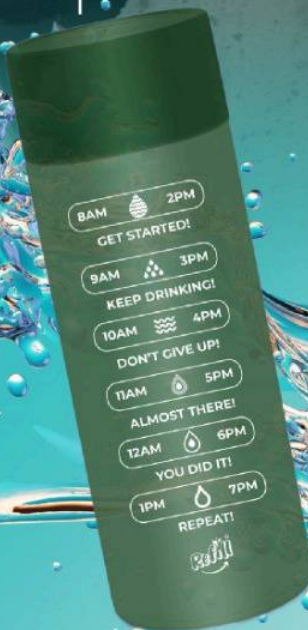 8AM 2PM
GET STARTED!
9AM 3PM
KEEP DRINKING!
10AM 4PM
DON'T GIVE UP!
11AM 5PM
ALMOST THERE!
12AM 6PM
YOU DID IT!
1PM 7PM
REPEAT!
Refill